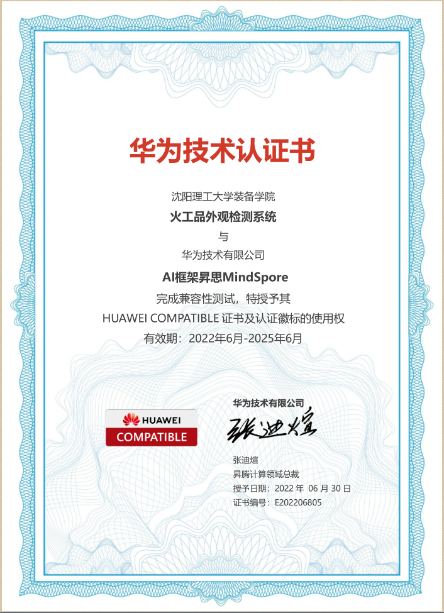 华为技术认证书
沈阳理工大学装备学院
火工品外观检测系统
与
华为技术有限公司
AI框架昇思MindSpore
完成兼容性测试，特授予其
HUAWEI COMPATIBLE 证书及认证徽标的使用权
有效期：2022年6月-2025年6月
HUAWEI
COMPATIBLE
华为技术有限公司
张迪煊
张迪煊
昇腾计算领域总裁
授予日期：2022 年 06 月 30 日
证书编号：E202206805